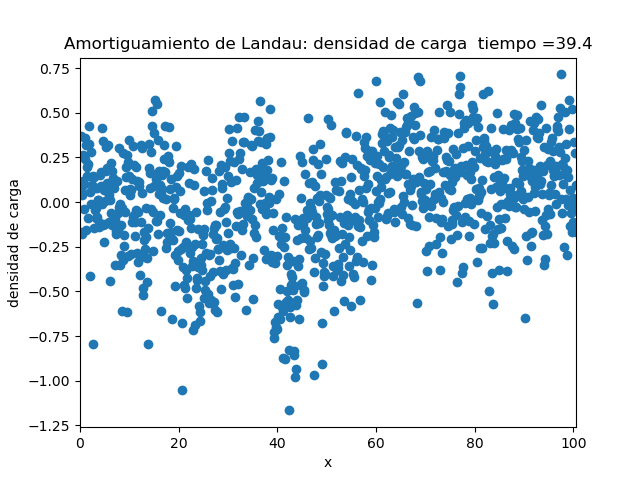 Amortiguamiento de Landau: densidad de carga  tiempo =39.4
0.75
0.50
0.25
0.00
−0.25
−0.50
−0.75
−1.00
−1.25
densidad de carga
0 20 40 60 80 100
x